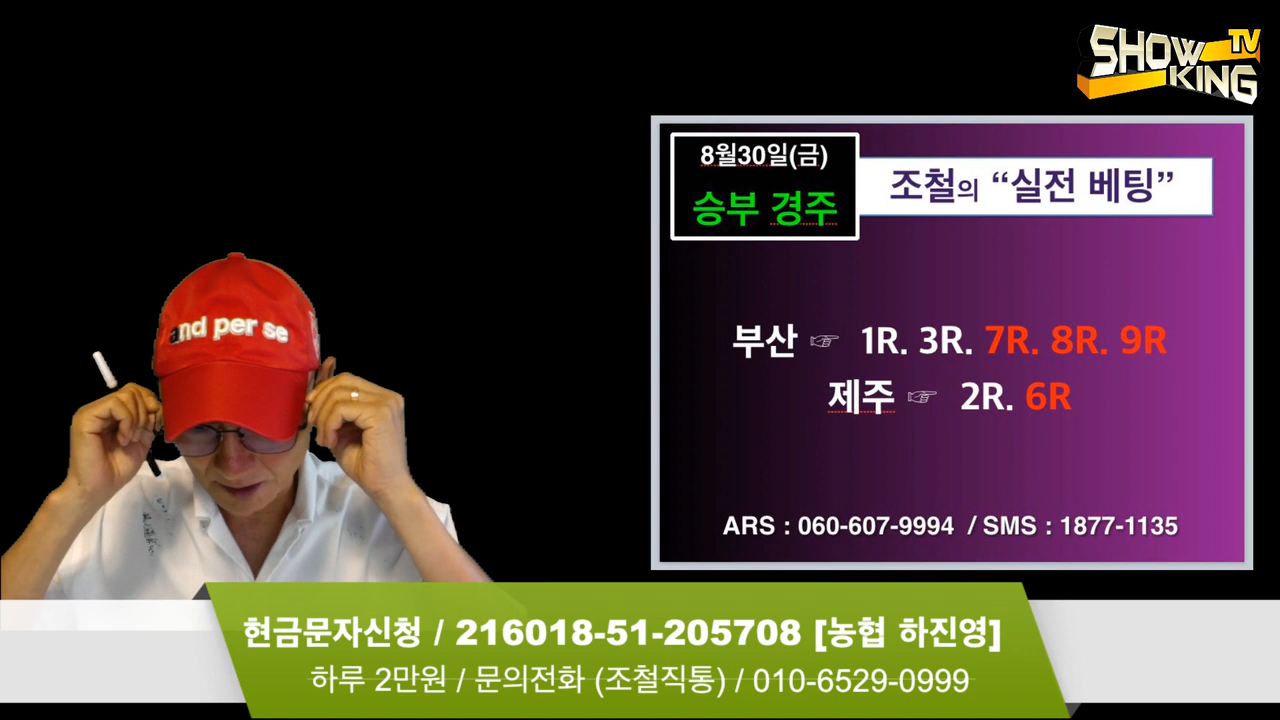 SHOW TV
KING
8월30일(금)
승부 경주
조철의 “실전 베팅”
부산 ☞ 1R. 3R. 7R. 8R. 9R
제주 ☞ 2R. 6R
ARS : 060-607-9994 / SMS : 1877-1135
and per se
현금문자신청 / 216018-51-205708 [농협 하진영]
하루 2만원 / 문의전화 (조철직통) / 010-6529-0999